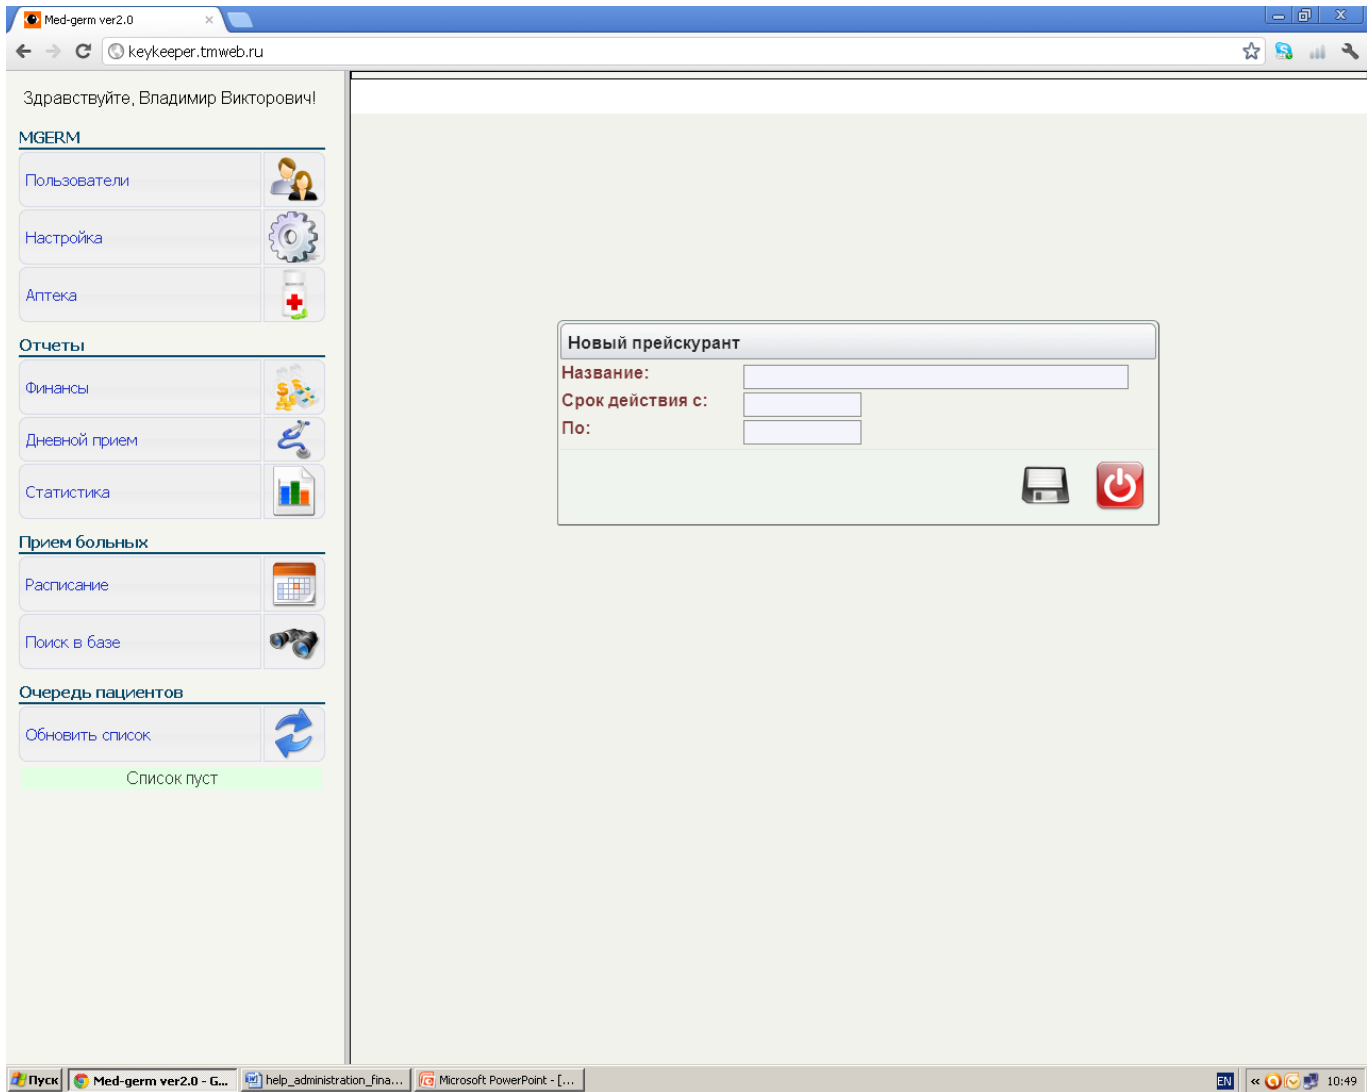 Med-germ ver2.0
keykeeper.tmweb.ru
Здравствуйте, Владимир Викторович!
MGERM
Пользователи
Настройка
Аптека
Отчеты
Финансы
Дневной прием
Статистика
Прием больных
Расписание
Поиск в базе
Очередь пациентов
Обновить список
Список пуст
Новый прейскурант
Название:
Срок действия с:
По:
Пуск
Med-germ ver2.0 - G...
help_administration_fina...
Microsoft PowerPoint - [...
EN
«
10:49